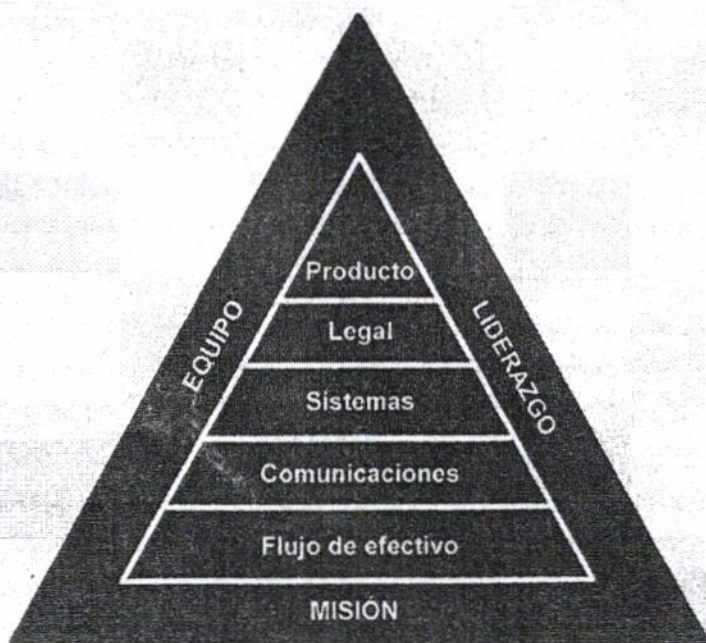 Producto
Legal
Sistemas
Comunicaciones
Flujo de efectivo
EQUIPO
LIDERAZGO
MISIÓN